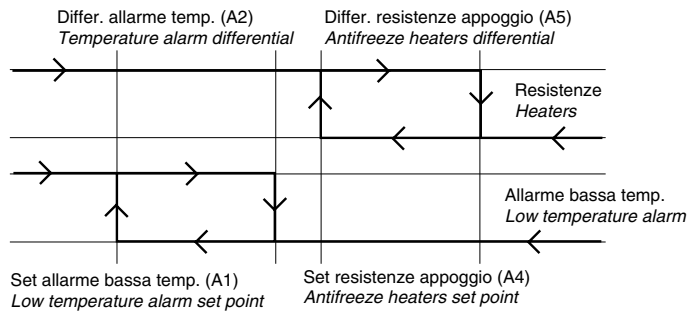 Differ. allarme temp. (A2)
Temperature alarm differential
Differ. resistenze appoggio (A5)
Antifreeze heaters differential
Resistenze
Heaters
Allarme bassa temp.
Low temperature alarm
Set allarme bassa temp. (A1)
Low temperature alarm set point
Set resistenze appoggio (A4)
Antifreeze heaters set point